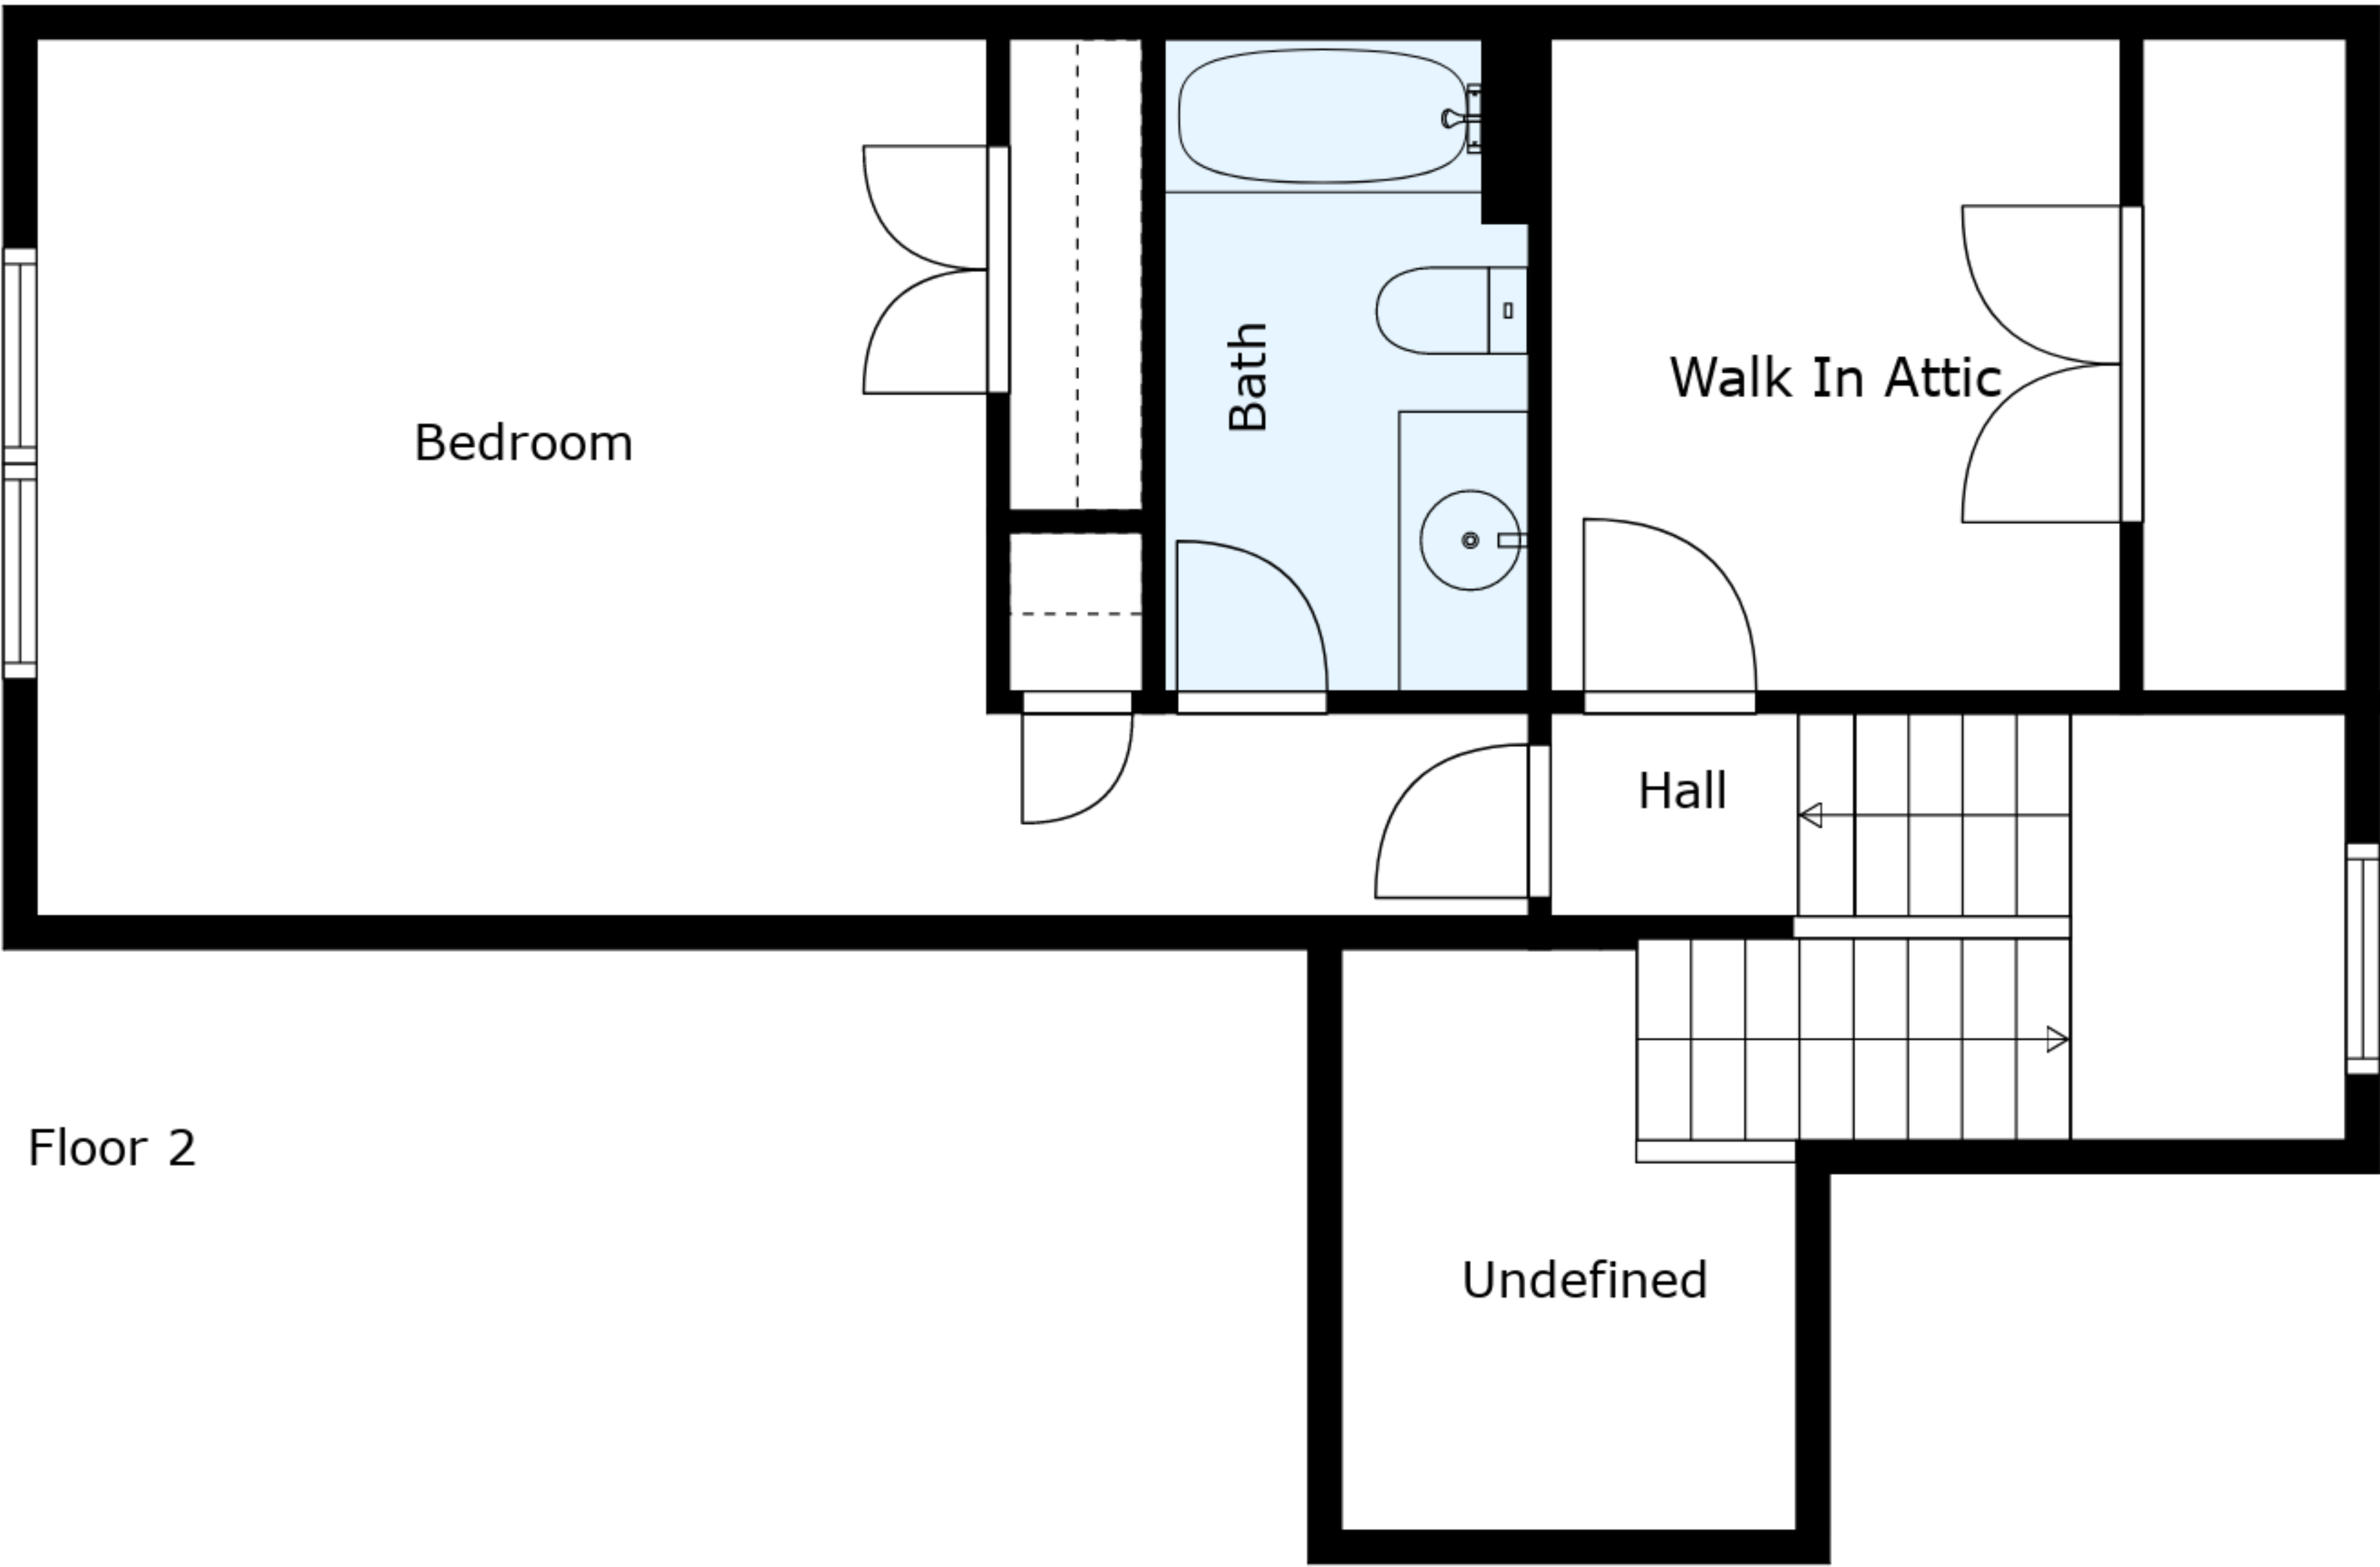 Bath
Walk In Attic
Bedroom
Hall
Floor 2
Undefined